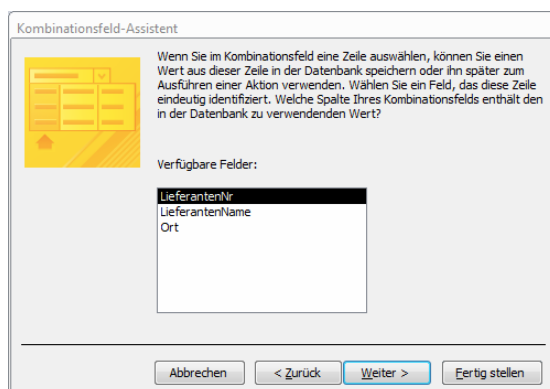 Kombinationsfeld-Assistent
Wenn Sie im Kombinationsfeld eine Zeile auswählen, können Sie einen
Wert aus dieser Zeile in der Datenbank speichern oder ihn später zum
Ausführen einer Aktion verwenden. Wählen Sie ein Feld, das diese Zeile
eindeutig identifiziert. Welche Spalte Ihres Kombinationsfelds enthält den
in der Datenbank zu verwendenden Wert?
Verfügbare Felder:
LieferantenNr
LieferantenName
Ort
Abbrechen < Zurück Weiter > Fertig stellen